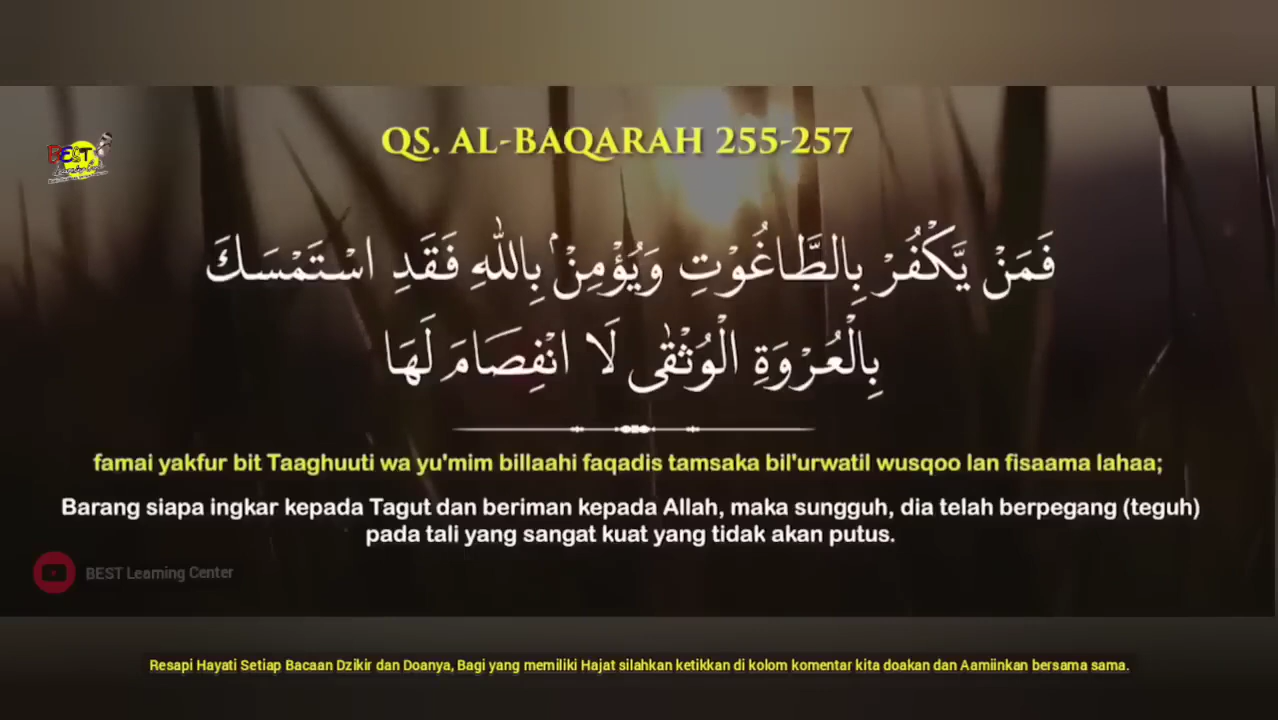 BEST
QS. AL-BAQARAH 255-257
فَمَنْ يَّكْفُرْ بِالطَّاغُوْتِ وَيُؤْمِنْۢ بِاللّٰهِ فَقَدِ اسْتَمْسَكَ
بِالْعُرْوَةِ الْوُثْقٰى لَا انْفِصَامَ لَهَا
famai yakfur bit Taaghuuti wa yu'mim billaahi faqadis tamsaka bil'urwatil wusqoo lan fisaama lahaa;
Barang siapa ingkar kepada Tagut dan beriman kepada Allah, maka sungguh, dia telah berpegang (teguh)
pada tali yang sangat kuat yang tidak akan putus.
BEST Learning Center
Resapi Hayati Setiap Bacaan Dzikir dan Doanya, Bagi yang memiliki Hajat silahkan ketikkan di kolom komentar kita doakan dan Aamiinkan bersama sama.